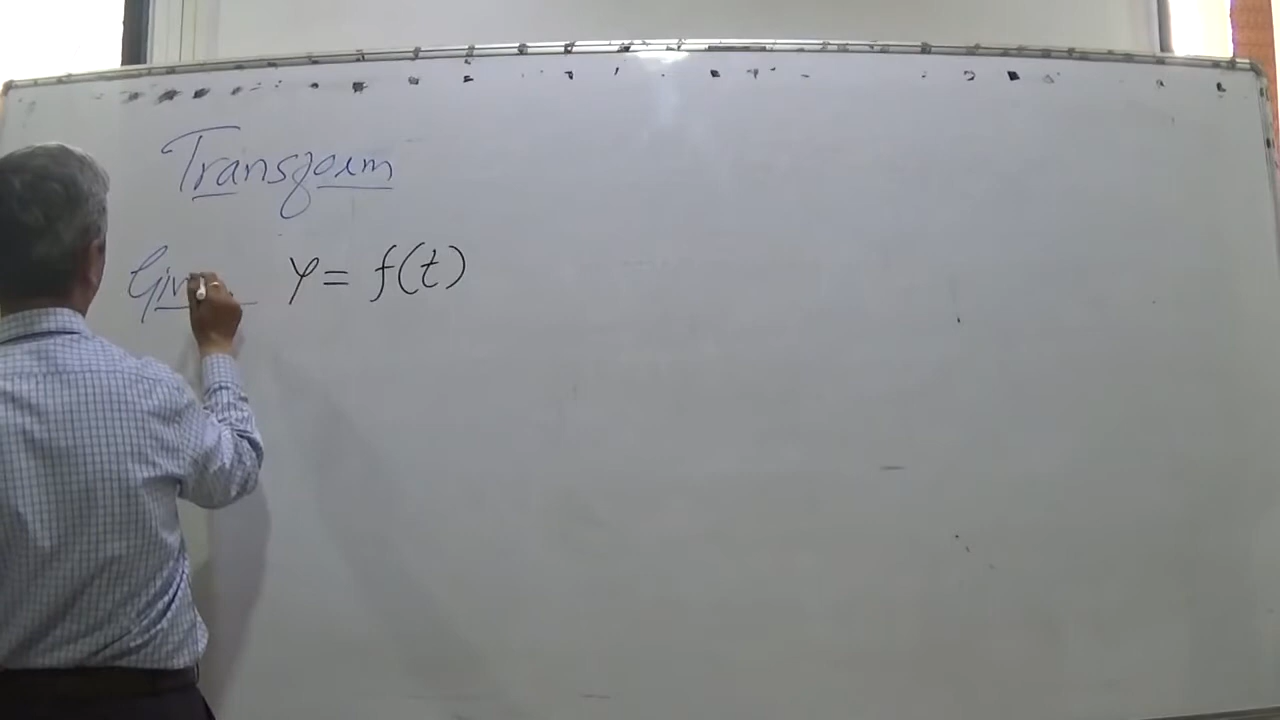 Transform
Given y = f(t)